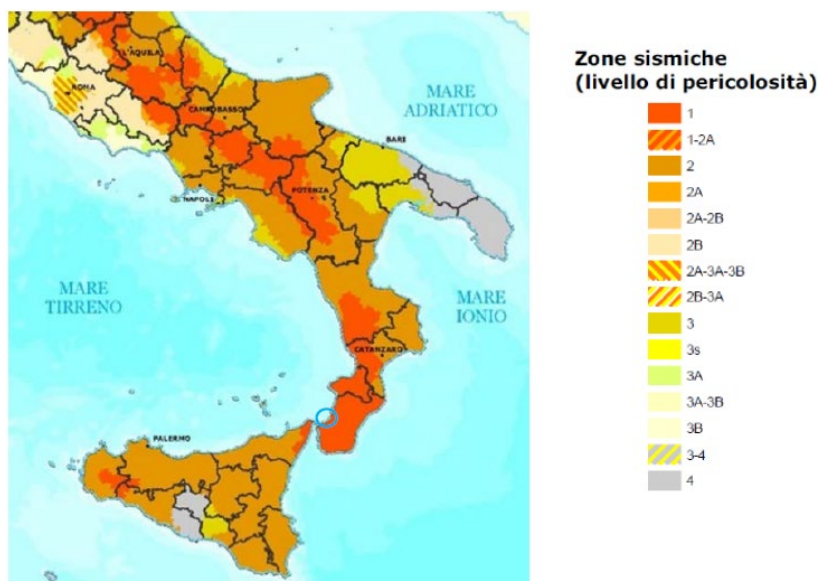 L'AQUILA
ROMA
CAMPOBASSO
MARE
ADRIATICO
BARI
NAPOLI
POTENZA
MARE
TIRRENO
MARE
IONIO
CATANZARO
PALERMO
Zone sismiche
(livello di pericolosità)
1
1-2A
2
2A
2A-2B
2B
2A-3A-3B
2B-3A
3
3s
3A
3A-3B
3B
3-4
4